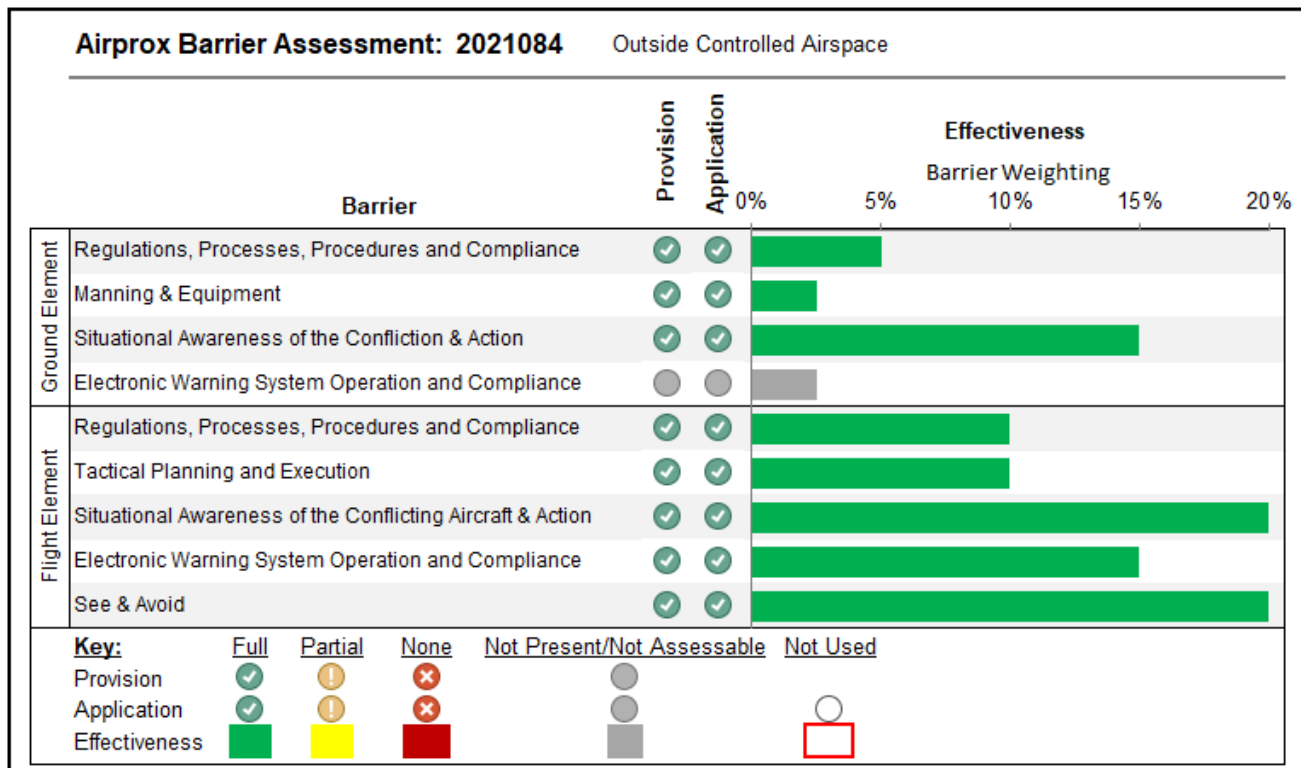 Airprox Barrier Assessment: 2021084 Outside Controlled Airspace
Barrier Provision Application Effectiveness
Barrier Weighting
0% 5% 10% 15% 20%
Ground Element
Regulations, Processes, Procedures and Compliance
Manning & Equipment
Situational Awareness of the Confliction & Action
Electronic Warning System Operation and Compliance
Flight Element
Regulations, Processes, Procedures and Compliance
Tactical Planning and Execution
Situational Awareness of the Conflicting Aircraft & Action
Electronic Warning System Operation and Compliance
See & Avoid
Key: Full Partial None Not Present/Not Assessable Not Used
Provision
Application
Effectiveness